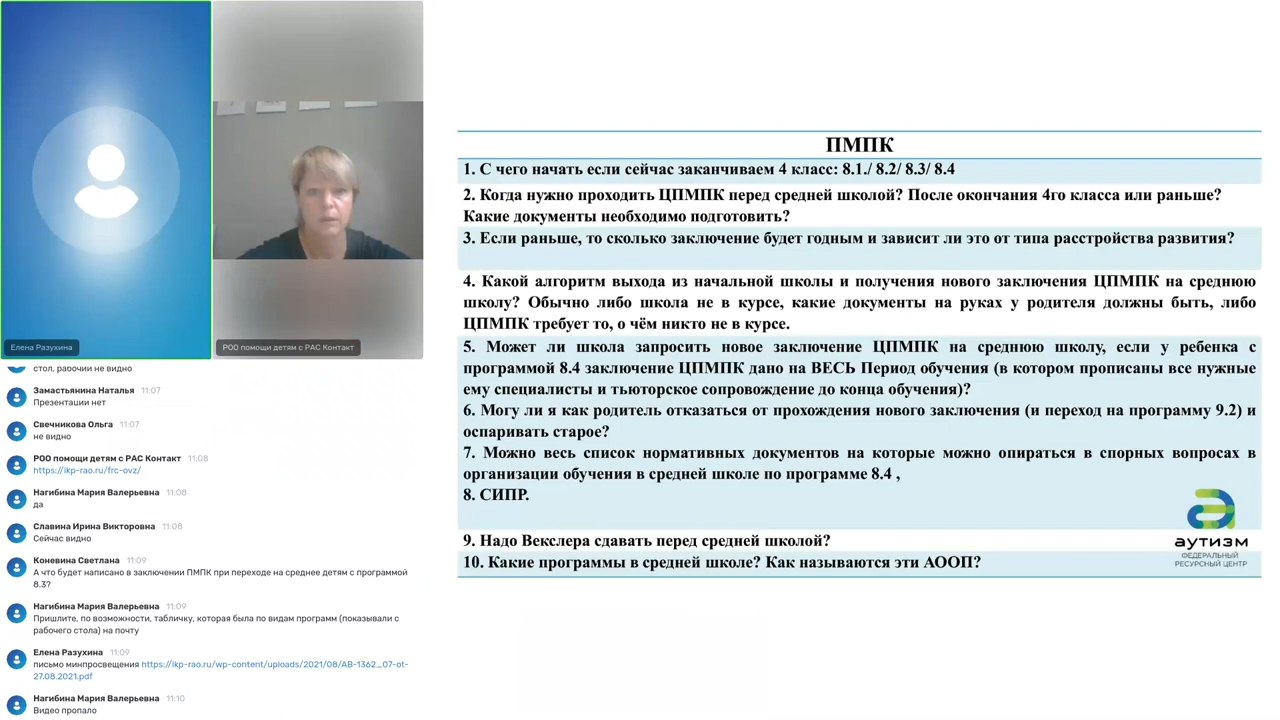 Елена Разухина
РОО помощи детям с РАС Контакт
стол, рабочий не видно
Замастьянина Наталья 11:07
Презентации нет
Свечникова Ольга 11:07
не видно
РОО помощи детям с РАС Контакт 11:08
https://ikp-rao.ru/frc-ovz/
Нагибина Мария Валерьевна 11:08
да
Славина Ирина Викторовна 11:08
Сейчас видно
Коневина Светлана 11:09
А что будет написано в заключении ПМПК при переходе на среднее детям с программой
8.3?
Нагибина Мария Валерьевна 11:09
Пришлите, по возможности, табличку, которая была по видам программ (показывали с
рабочего стола) на почту
Елена Разухина 11:09
письмо минпросвещения https://ikp-rao.ru/wp-content/uploads/2021/08/AB-1362_07-ot-
27.08.2021.pdf
Нагибина Мария Валерьевна 11:10
Видео пропало
ПМПК
1. С чего начать если сейчас заканчиваем 4 класс: 8.1./ 8.2/ 8.3/ 8.4
2. Когда нужно проходить ЦПМПК перед средней школой? После окончания 4го класса или раньше?
Какие документы необходимо подготовить?
3. Если раньше, то сколько заключение будет годным и зависит ли это от типа расстройства развития?
4. Какой алгоритм выхода из начальной школы и получения нового заключения ЦПМПК на среднюю
школу? Обычно либо школа не в курсе, какие документы на руках у родителя должны быть, либо
ЦПМПК требует то, о чём никто не в курсе.
5. Может ли школа запросить новое заключение ЦПМПК на среднюю школу, если у ребенка с
программой 8.4 заключение ЦПМПК дано на ВЕСЬ Период обучения (в котором прописаны все нужные
ему специалисты и тьюторское сопровождение до конца обучения)?
6. Могу ли я как родитель отказаться от прохождения нового заключения (и переход на программу 9.2) и
оспаривать старое?
7. Можно весь список нормативных документов на которые можно опираться в спорных вопросах в
организации обучения в средней школе по программе 8.4 ,
8. СИПР.
9. Надо Векслера сдавать перед средней школой?
10. Какие программы в средней школе? Как называются эти АООП?
аутизм
ФЕДЕРАЛЬНЫЙ
РЕСУРСНЫЙ ЦЕНТР